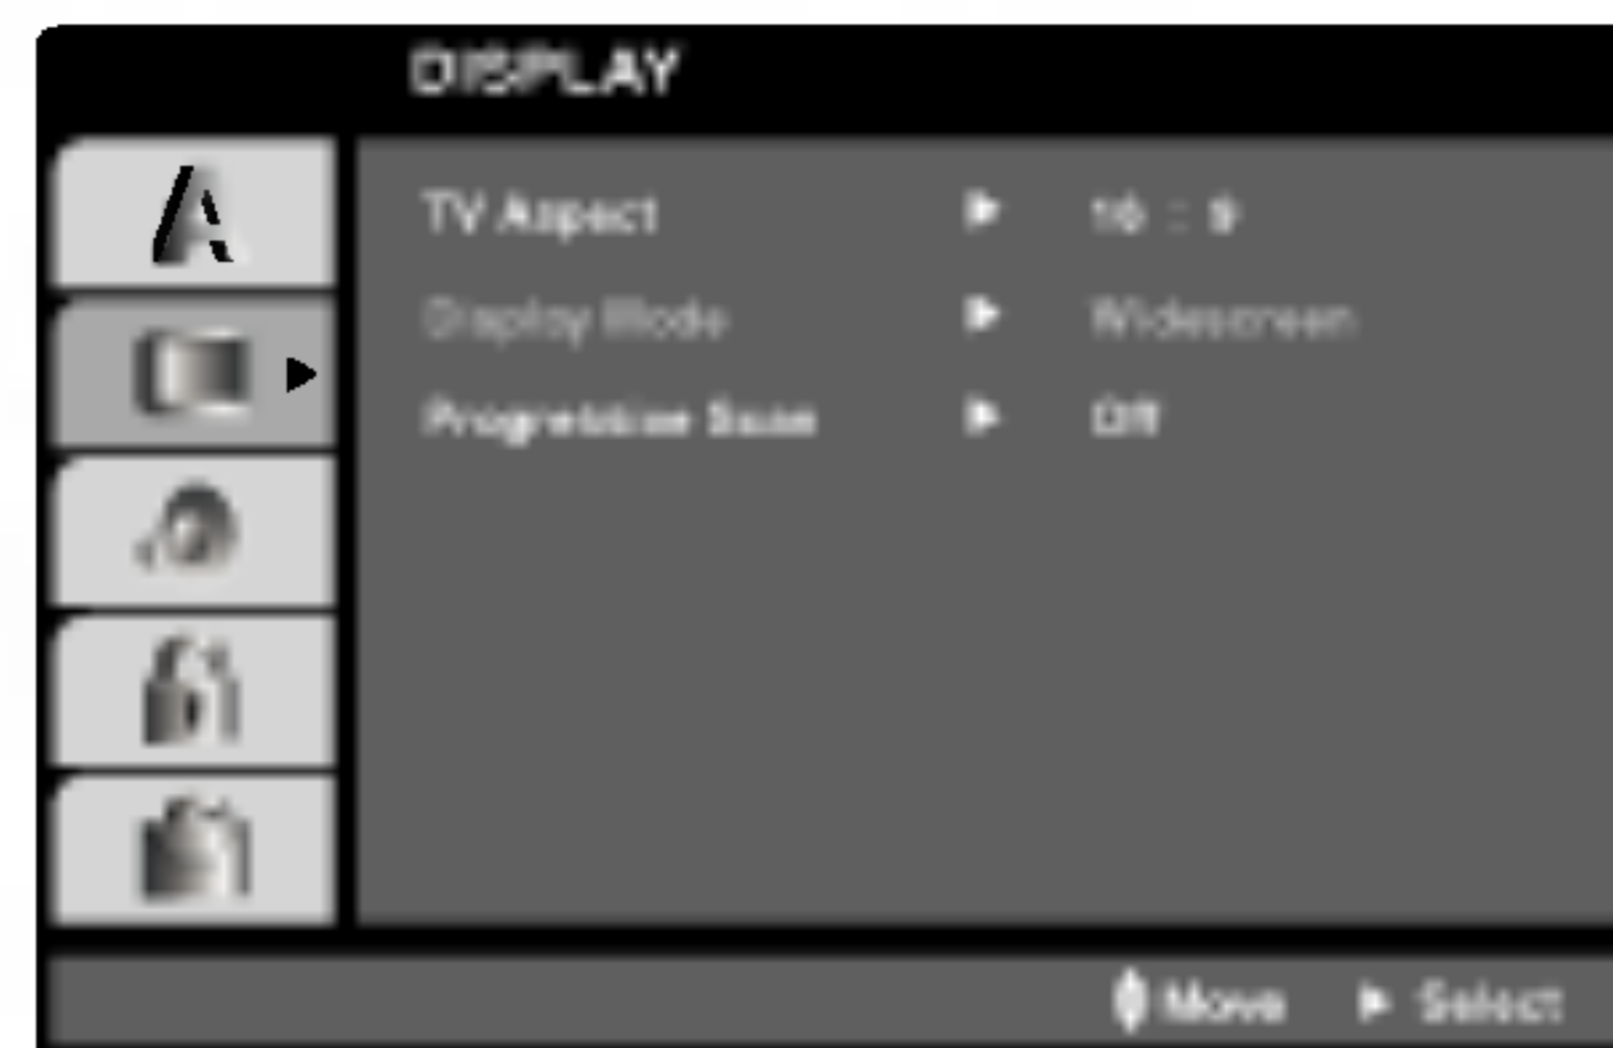 DISPLAY
TV Aspect ▶ 16 : 9
Display Mode ▶ Widescreen
Progressive Scan ▶ Off
Move ▶ Select